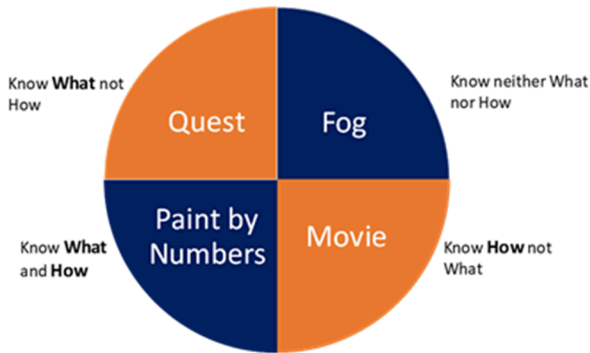 Know What not
How
Quest
Fog
Know neither What
nor How
Know What
and How
Paint by
Numbers
Movie
Know How not
What